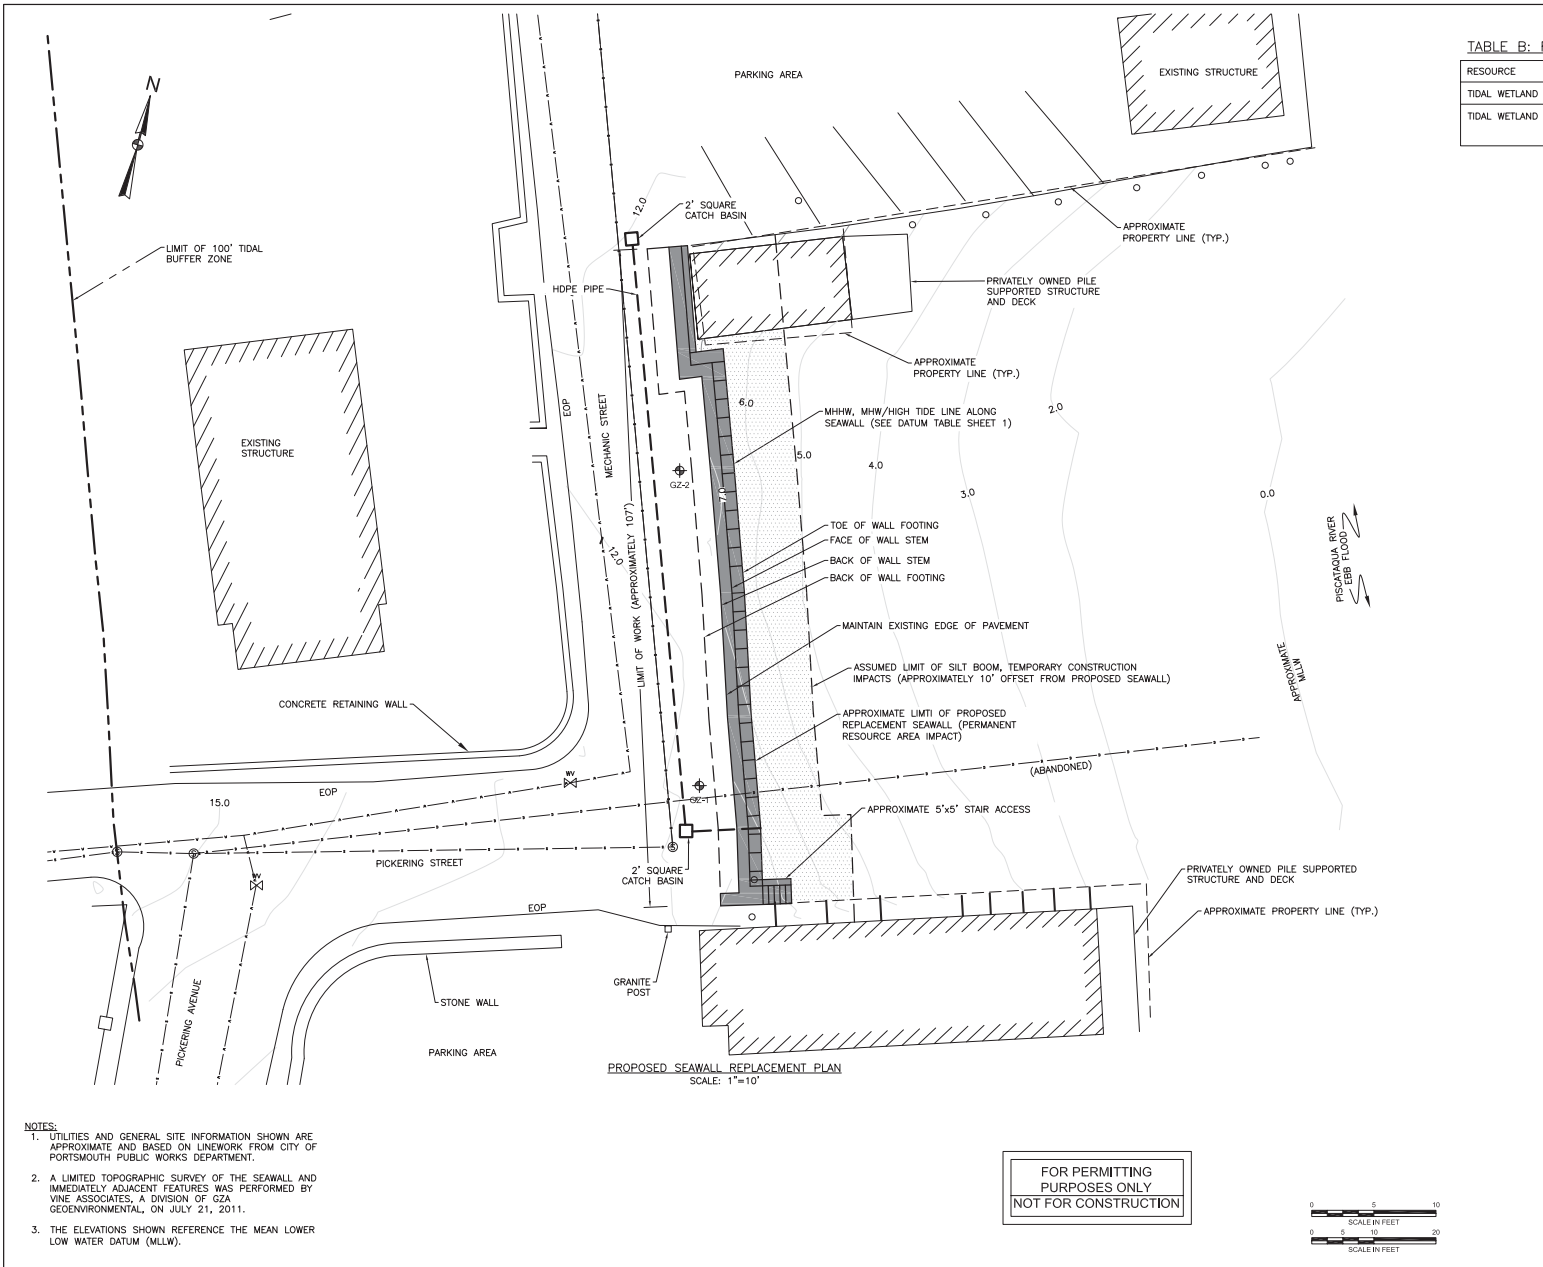 TABLE B:
RESOURCE
TIDAL WETLAND
TIDAL WETLAND
N
PARKING AREA
EXISTING STRUCTURE
12.0
2' SQUARE
CATCH BASIN
APPROXIMATE
PROPERTY LINE (TYP.)
LIMIT OF 100' TIDAL
BUFFER ZONE
HDPE PIPE
PRIVATELY OWNED PILE
SUPPORTED STRUCTURE
AND DECK
APPROXIMATE
PROPERTY LINE (TYP.)
EOP
MECHANIC STREET
6.0
2.0
MHHW, MHW/HIGH TIDE LINE ALONG
SEAWALL (SEE DATUM TABLE SHEET 1)
EXISTING
STRUCTURE
5.0
4.0
GZ-2
7.0
3.0
0.0
TOE OF WALL FOOTING
FACE OF WALL STEM
BACK OF WALL STEM
BACK OF WALL FOOTING
12.0
LIMIT OF WORK (APPROXIMATELY 107')
PISCATAQUA RIVER
EBB FLOOD
MAINTAIN EXISTING EDGE OF PAVEMENT
ASSUMED LIMIT OF SILT BOOM, TEMPORARY CONSTRUCTION
IMPACTS (APPROXIMATELY 10' OFFSET FROM PROPOSED SEAWALL)
APPROXIMATE
MLLW
CONCRETE RETAINING WALL
APPROXIMATE LIMTI OF PROPOSED
REPLACEMENT SEAWALL (PERMANENT
RESOURCE AREA IMPACT)
(ABANDONED)
WV
EOP
15.0
GZ-1
APPROXIMATE 5'x5' STAIR ACCESS
PICKERING STREET
2' SQUARE
CATCH BASIN
WV
PRIVATELY OWNED PILE SUPPORTED
STRUCTURE AND DECK
EOP
APPROXIMATE PROPERTY LINE (TYP.)
GRANITE
POST
STONE WALL
PICKERING AVENUE
PARKING AREA
PROPOSED SEAWALL REPLACEMENT PLAN
SCALE: 1"=10'
NOTES:
1. UTILITIES AND GENERAL SITE INFORMATION SHOWN ARE
APPROXIMATE AND BASED ON LINEWORK FROM CITY OF
PORTSMOUTH PUBLIC WORKS DEPARTMENT.
2. A LIMITED TOPOGRAPHIC SURVEY OF THE SEAWALL AND
IMMEDIATELY ADJACENT FEATURES WAS PERFORMED BY
VINE ASSOCIATES, A DIVISION OF GZA
GEOENVIRONMENTAL, ON JULY 21, 2011.
3. THE ELEVATIONS SHOWN REFERENCE THE MEAN LOWER
LOW WATER DATUM (MLLW).
FOR PERMITTING
PURPOSES ONLY
NOT FOR CONSTRUCTION
0 5 10
SCALE IN FEET
0 5 10 20
SCALE IN FEET